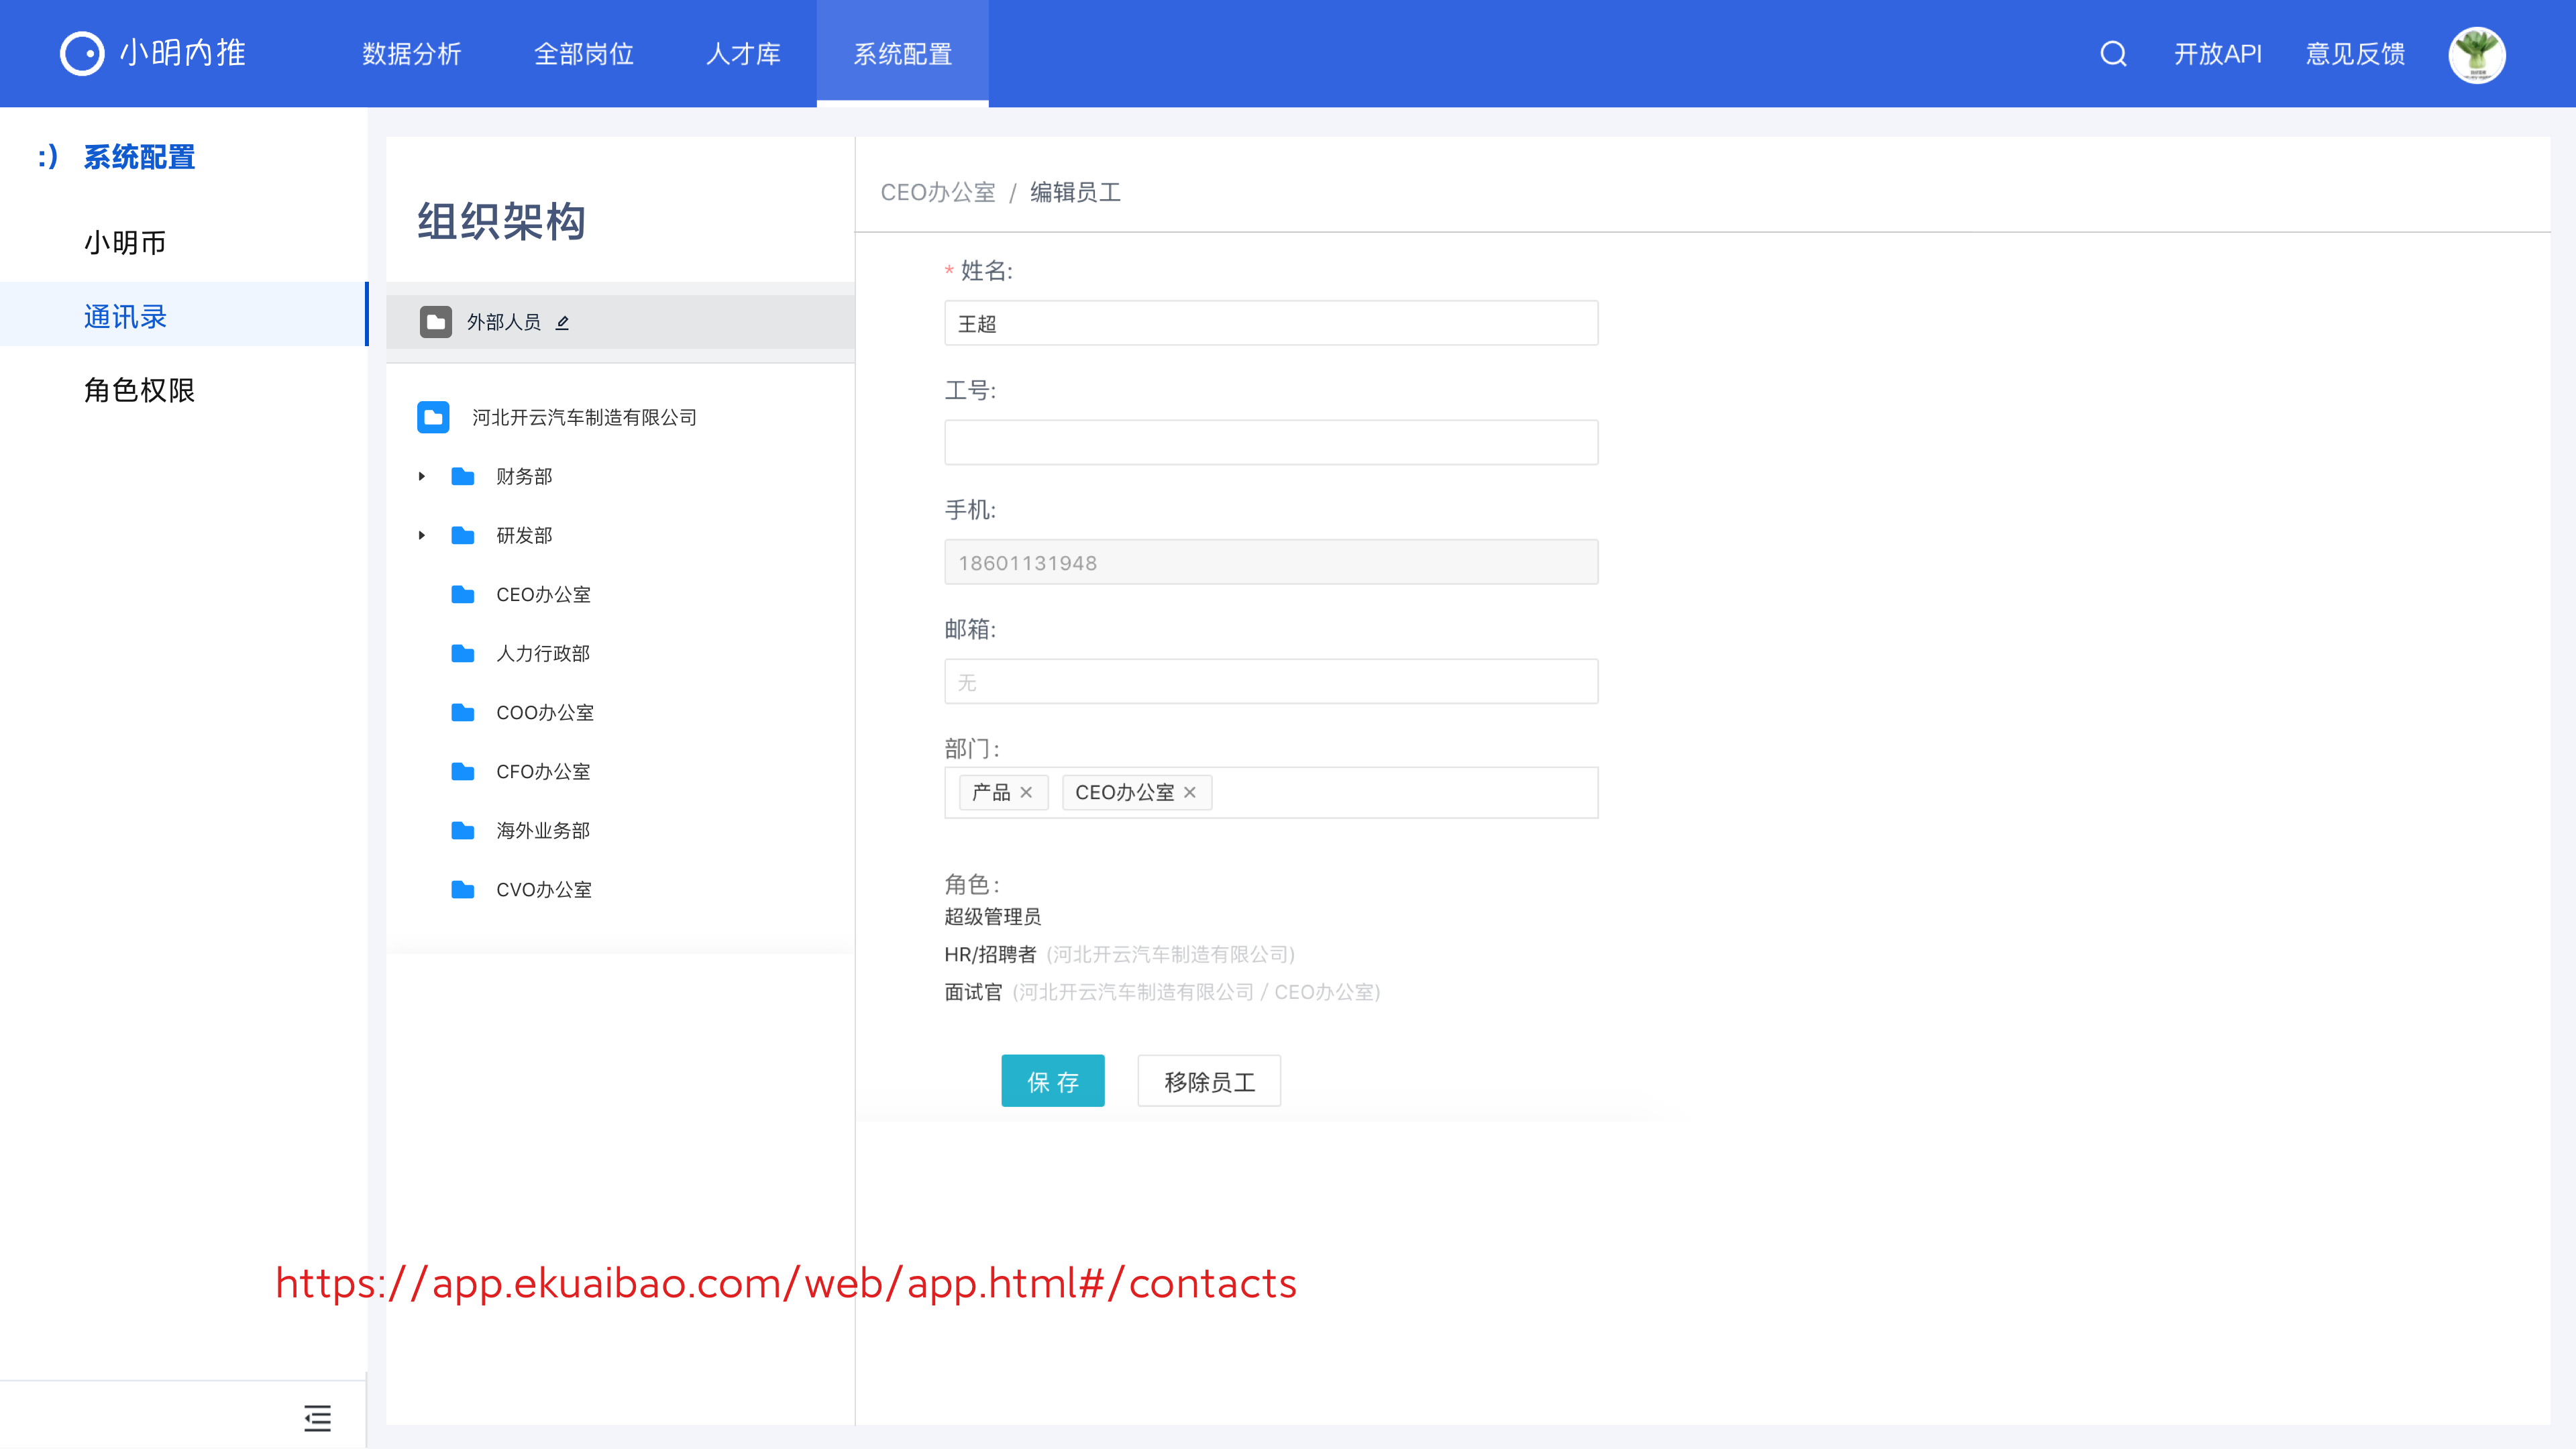 小明内推
数据分析
全部岗位
人才库
系统配置
开放API
意见反馈
:) 系统配置
小明币
通讯录
角色权限
组织架构
外部人员
河北开云汽车制造有限公司
财务部
研发部
CEO办公室
人力行政部
COO办公室
CFO办公室
海外业务部
CVO办公室
CEO办公室 / 编辑员工
* 姓名:
王超
工号:
手机:
18601131948
邮箱:
无
部门:
产品 × CEO办公室 ×
角色:
超级管理员
HR/招聘者 (河北开云汽车制造有限公司)
面试官 (河北开云汽车制造有限公司 / CEO办公室)
保 存
移除员工
https://app.ekuaibao.com/web/app.html#/contacts